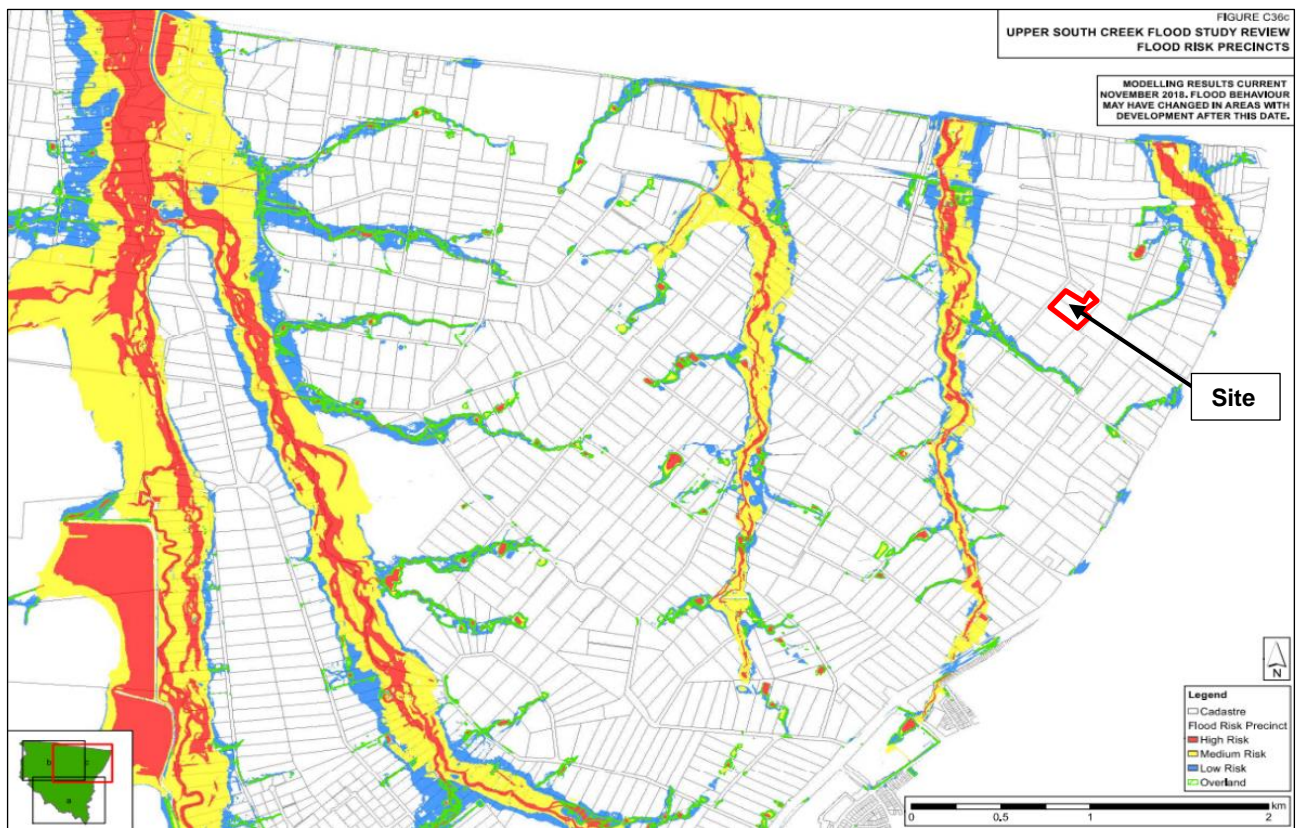 FIGURE C36c
UPPER SOUTH CREEK FLOOD STUDY REVIEW
FLOOD RISK PRECINCTS
MODELLING RESULTS CURRENT
NOVEMBER 2018. FLOOD BEHAVIOUR
MAY HAVE CHANGED IN AREAS WITH
DEVELOPMENT AFTER THIS DATE.
Site
N
Legend
Cadastre
Flood Risk Precinct
High Risk
Medium Risk
Low Risk
Overland
b
c
a
km
0 0.5 1 2